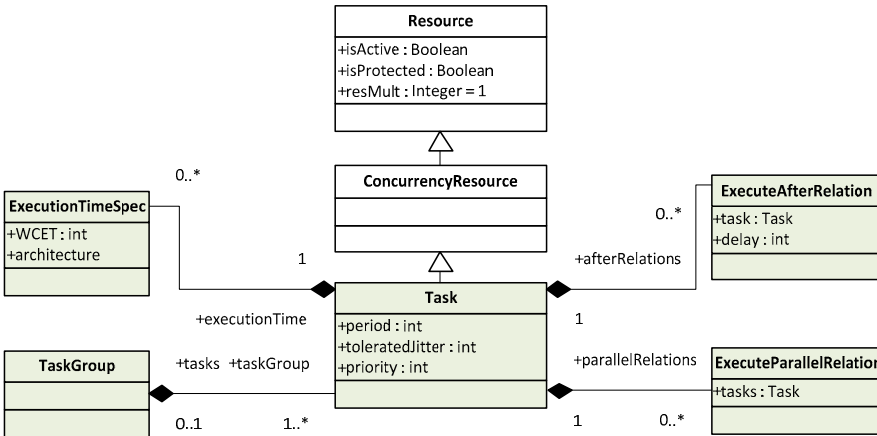 Resource
+isActive : Boolean
+isProtected : Boolean
+resMult : Integer = 1
ConcurrencyResource
0..*
ExecutionTimeSpec
+WCET : int
+architecture
1
+executionTime
Task
+period : int
+toleratedJitter : int
+priority : int
ExecuteAfterRelation
+task : Task
+delay : int
0..*
+afterRelations
1
TaskGroup
+tasks +taskGroup
0..1
1..*
+parallelRelations
ExecuteParallelRelation
+tasks : Task
1
0..*